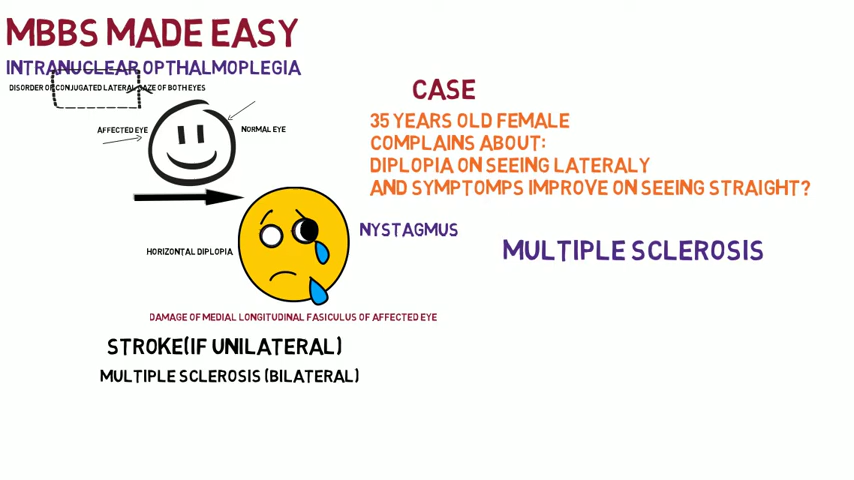 MBBS MADE EASY
INTRANUCLEAR OPTHALMOPLEGIA
DISORDER OF CONJUGATED LATERAL GAZE OF BOTH EYES
AFFECTED EYE
NORMAL EYE
HORIZONTAL DIPLOPIA
NYSTAGMUS
DAMAGE OF MEDIAL LONGITUDINAL FASICULUS OF AFFECTED EYE
STROKE(IF UNILATERAL)
MULTIPLE SCLEROSIS (BILATERAL)
CASE
35 YEARS OLD FEMALE
COMPLAINS ABOUT:
DIPLOPIA ON SEEING LATERALY
AND SYMPTOMPS IMPROVE ON SEEING STRAIGHT?
MULTIPLE SCLEROSIS